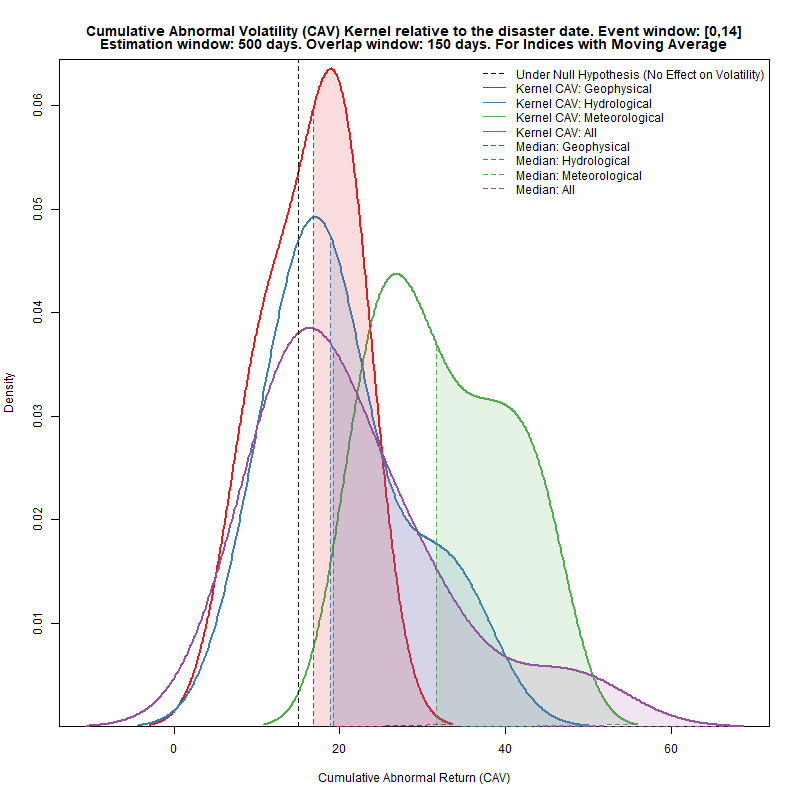 Cumulative Abnormal Volatility (CAV) Kernel relative to the disaster date. Event window: [0,14]
Estimation window: 500 days. Overlap window: 150 days. For Indices with Moving Average
Under Null Hypothesis (No Effect on Volatility)
Kernel CAV: Geophysical
Kernel CAV: Hydrological
Kernel CAV: Meteorological
Kernel CAV: All
Median: Geophysical
Median: Hydrological
Median: Meteorological
Median: All
Density
0.06
0.05
0.04
0.03
0.02
0.01
0
20
40
60
Cumulative Abnormal Return (CAV)